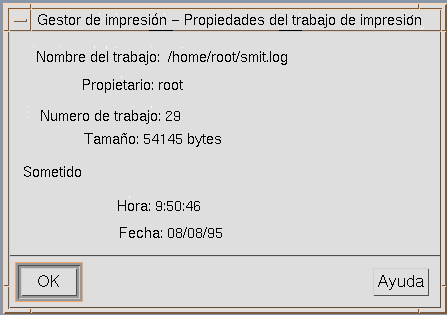 Gestor de impresión – Propiedades del trabajo de impresión
Nombre del trabajo: /home/root/smit.log
Propietario: root
Numero de trabajo: 29
Tamaño: 54145 bytes
Sometido
Hora: 9:50:46
Fecha: 08/08/95
OK
Ayuda